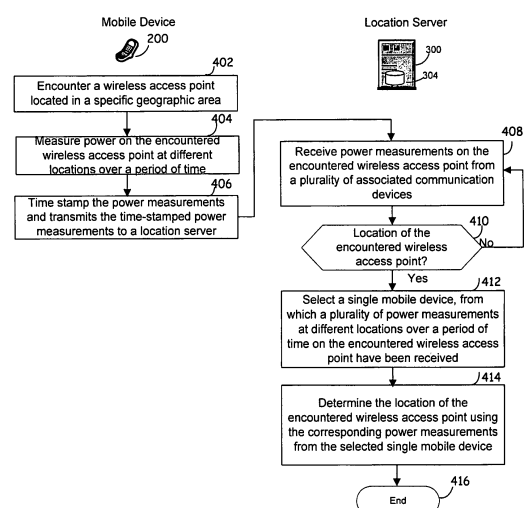 Mobile Device
200
402
Encounter a wireless access point
located in a specific geographic area
404
Measure power on the encountered
wireless access point at different
locations over a period of time
406
Time stamp the power measurements
and transmits the time-stamped power
measurements to a location server
Location Server
300
304
408
Receive power measurements on the
encountered wireless access point from
a plurality of associated communication
devices
410
Location of the
encountered wireless
access point?
No
Yes
412
Select a single mobile device, from
which a plurality of power measurements
at different locations over a period of
time on the encountered wireless access
point have been received
414
Determine the location of the
encountered wireless access point using
the corresponding power measurements
from the selected single mobile device
416
End